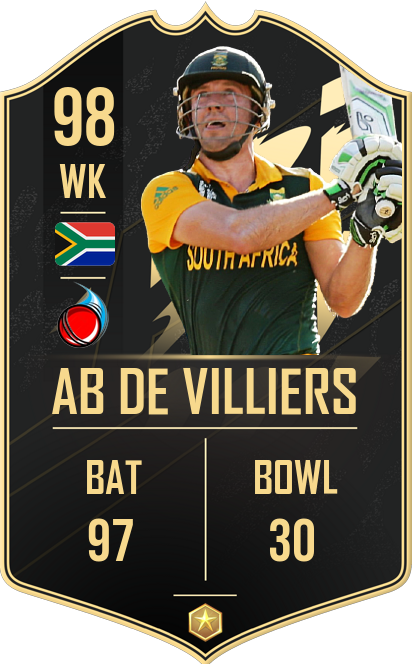 98
WK
SOUTH AFRICA
AB DE VILLIERS
BAT
97
BOWL
30